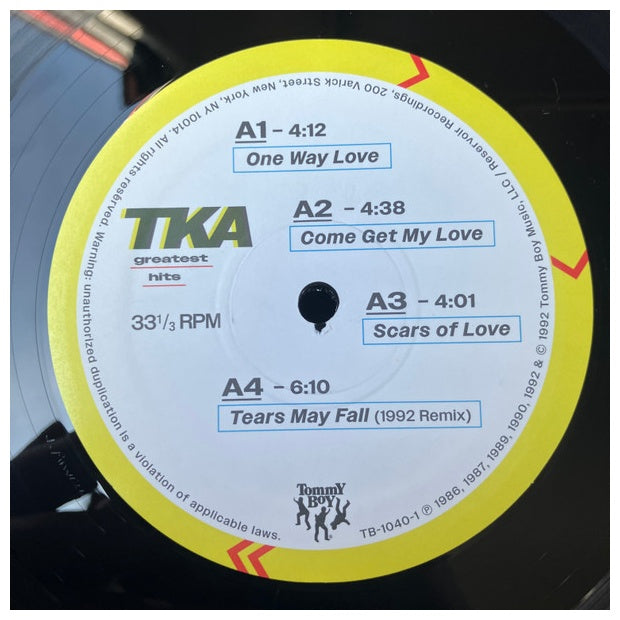 A1 – 4:12
One Way Love
A2 – 4:38
Come Get My Love
TKA
greatest
hits
A3 – 4:01
Scars of Love
33 1/3 RPM
A4 – 6:10
Tears May Fall (1992 Remix)
Tommy
Boy
TB-1040-1 ℗ 1986, 1987, 1989, 1990, 1992 & © 1992 Tommy Boy Music, LLC / Reservoir Recordings, 200 Varick Street, New York, NY 10014. All rights reserved. Warning: unauthorized duplication is a violation of applicable laws.